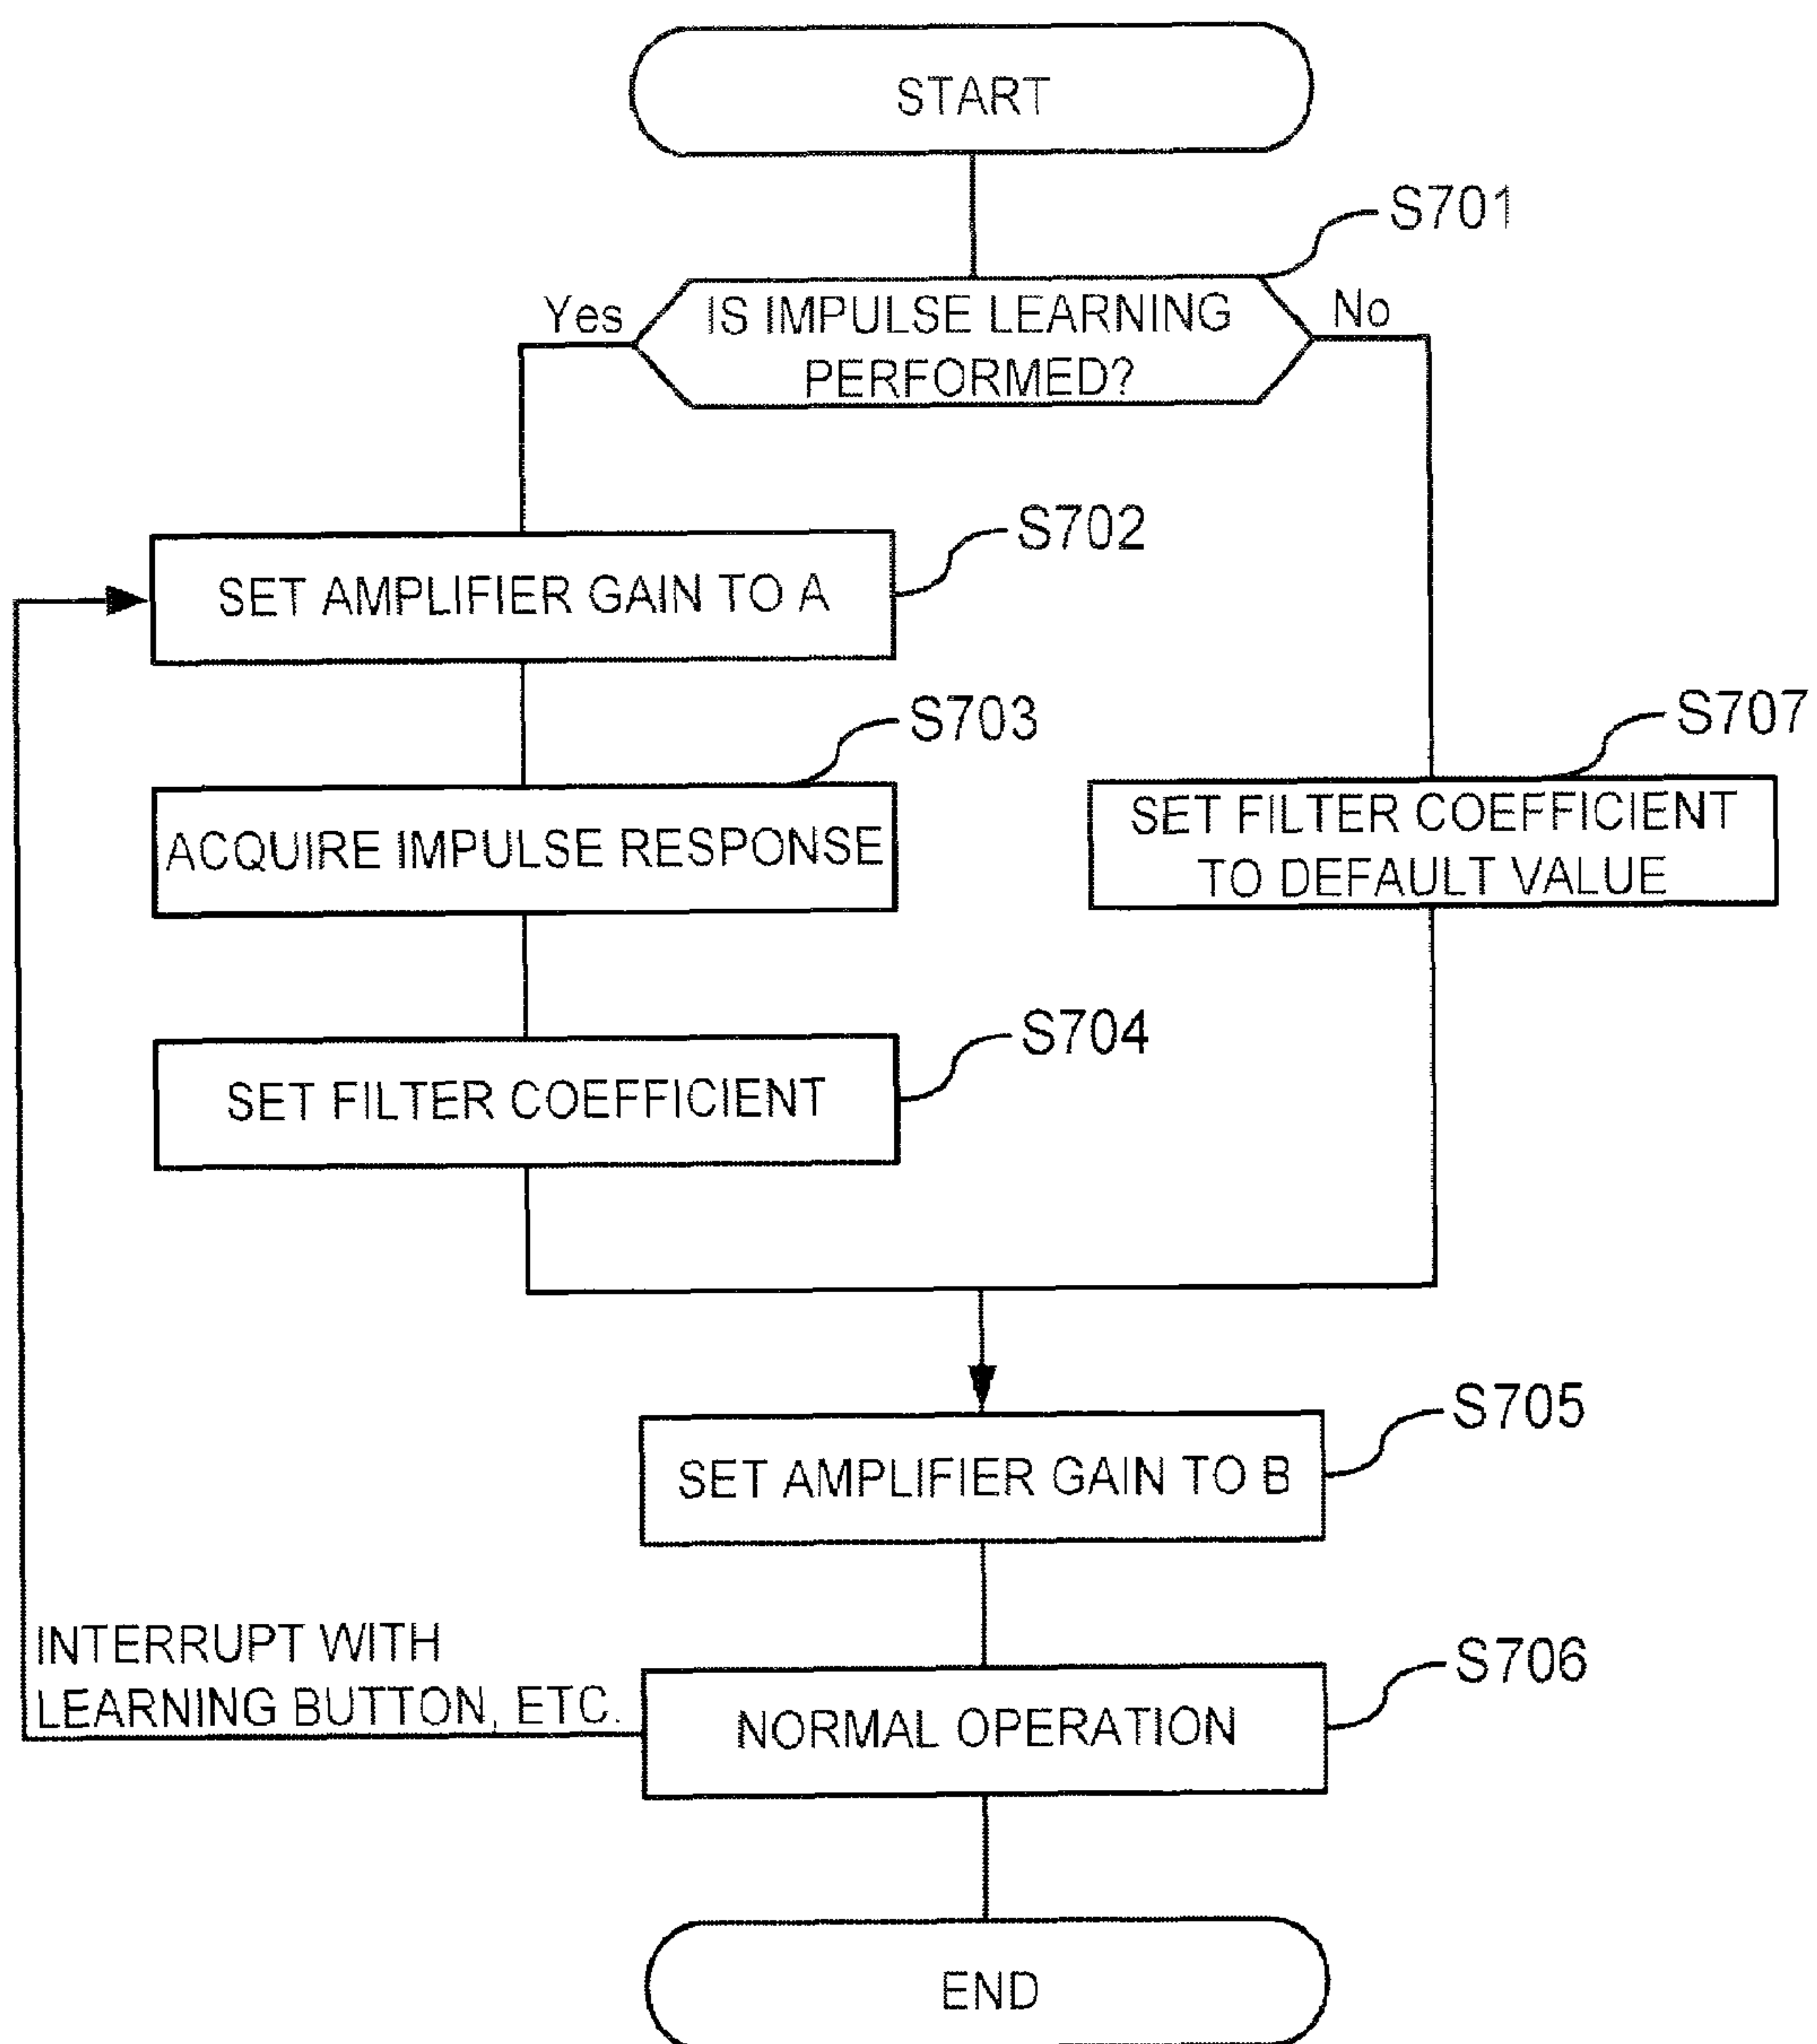 START
S701
Yes
IS IMPULSE LEARNING
PERFORMED?
No
S702
SET AMPLIFIER GAIN TO A
S703
ACQUIRE IMPULSE RESPONSE
S707
SET FILTER COEFFICIENT
TO DEFAULT VALUE
S704
SET FILTER COEFFICIENT
S705
SET AMPLIFIER GAIN TO B
INTERRUPT WITH
LEARNING BUTTON, ETC.
S706
NORMAL OPERATION
END